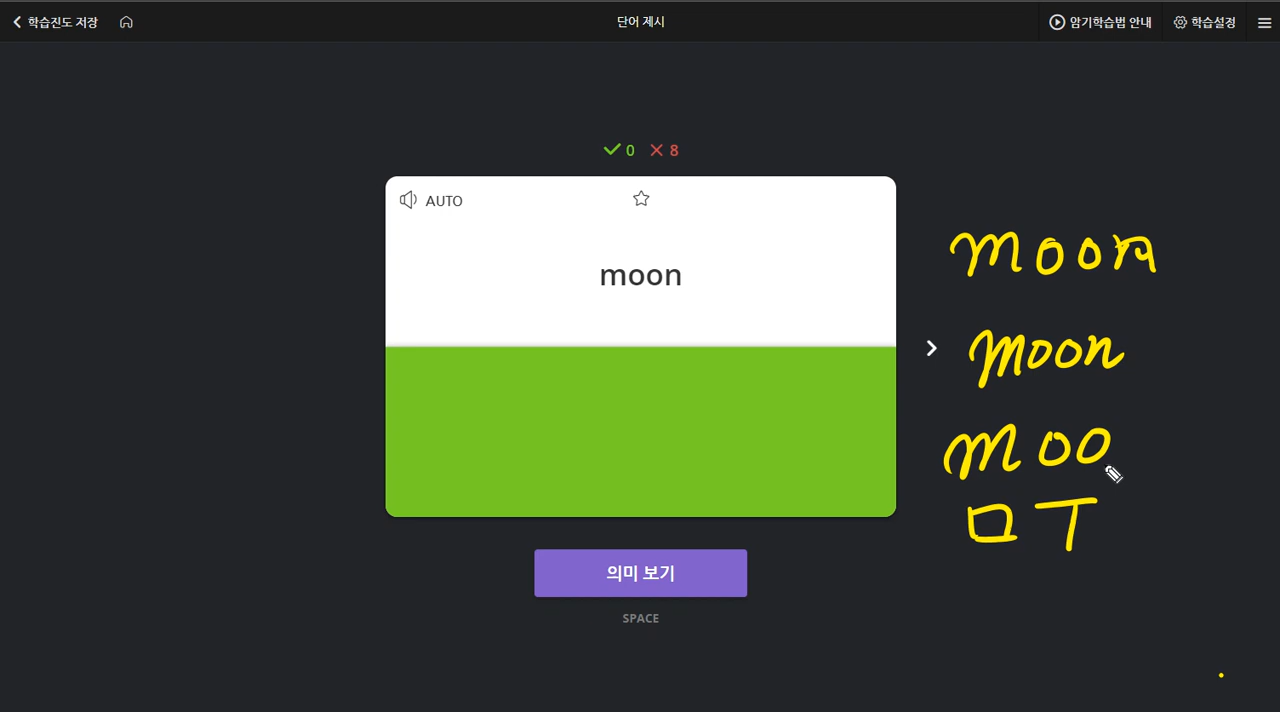 학습진도 저장
단어 제시
암기학습법 안내
학습설정
0 8
AUTO
moon
moon
moon
moo
ㅁㅜ
의미 보기
SPACE